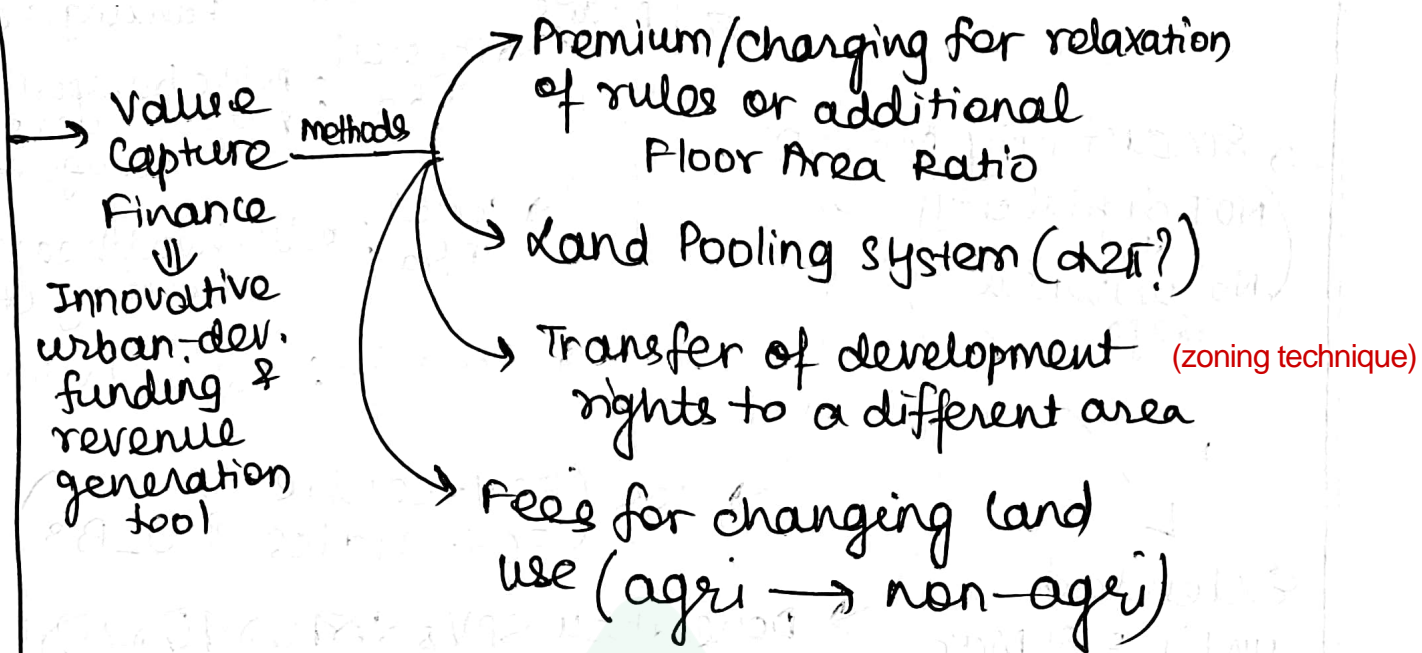 Value
Capture
Finance
⇓
Innovative
urban-dev.
funding &
revenue
generation
tool
methods
Premium/charging for relaxation
of rules or additional
Floor Area Ratio
Land Pooling system
Transfer of development (zoning technique)
rights to a different area
Fees for changing land
use (agri → non-agri)